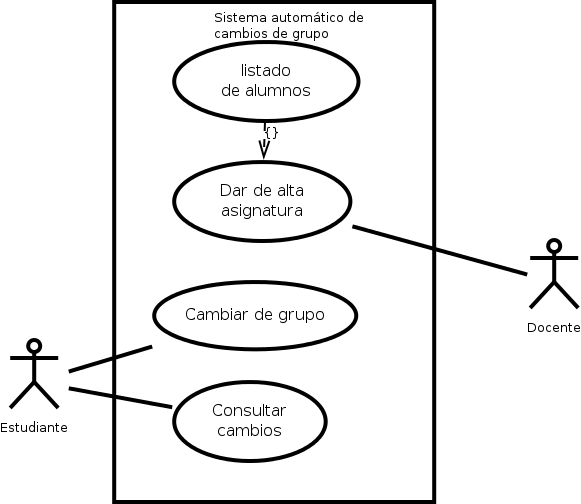 Sistema automático de
cambios de grupo
listado
de alumnos
{}
Dar de alta
asignatura
Docente
Cambiar de grupo
Estudiante
Consultar
cambios